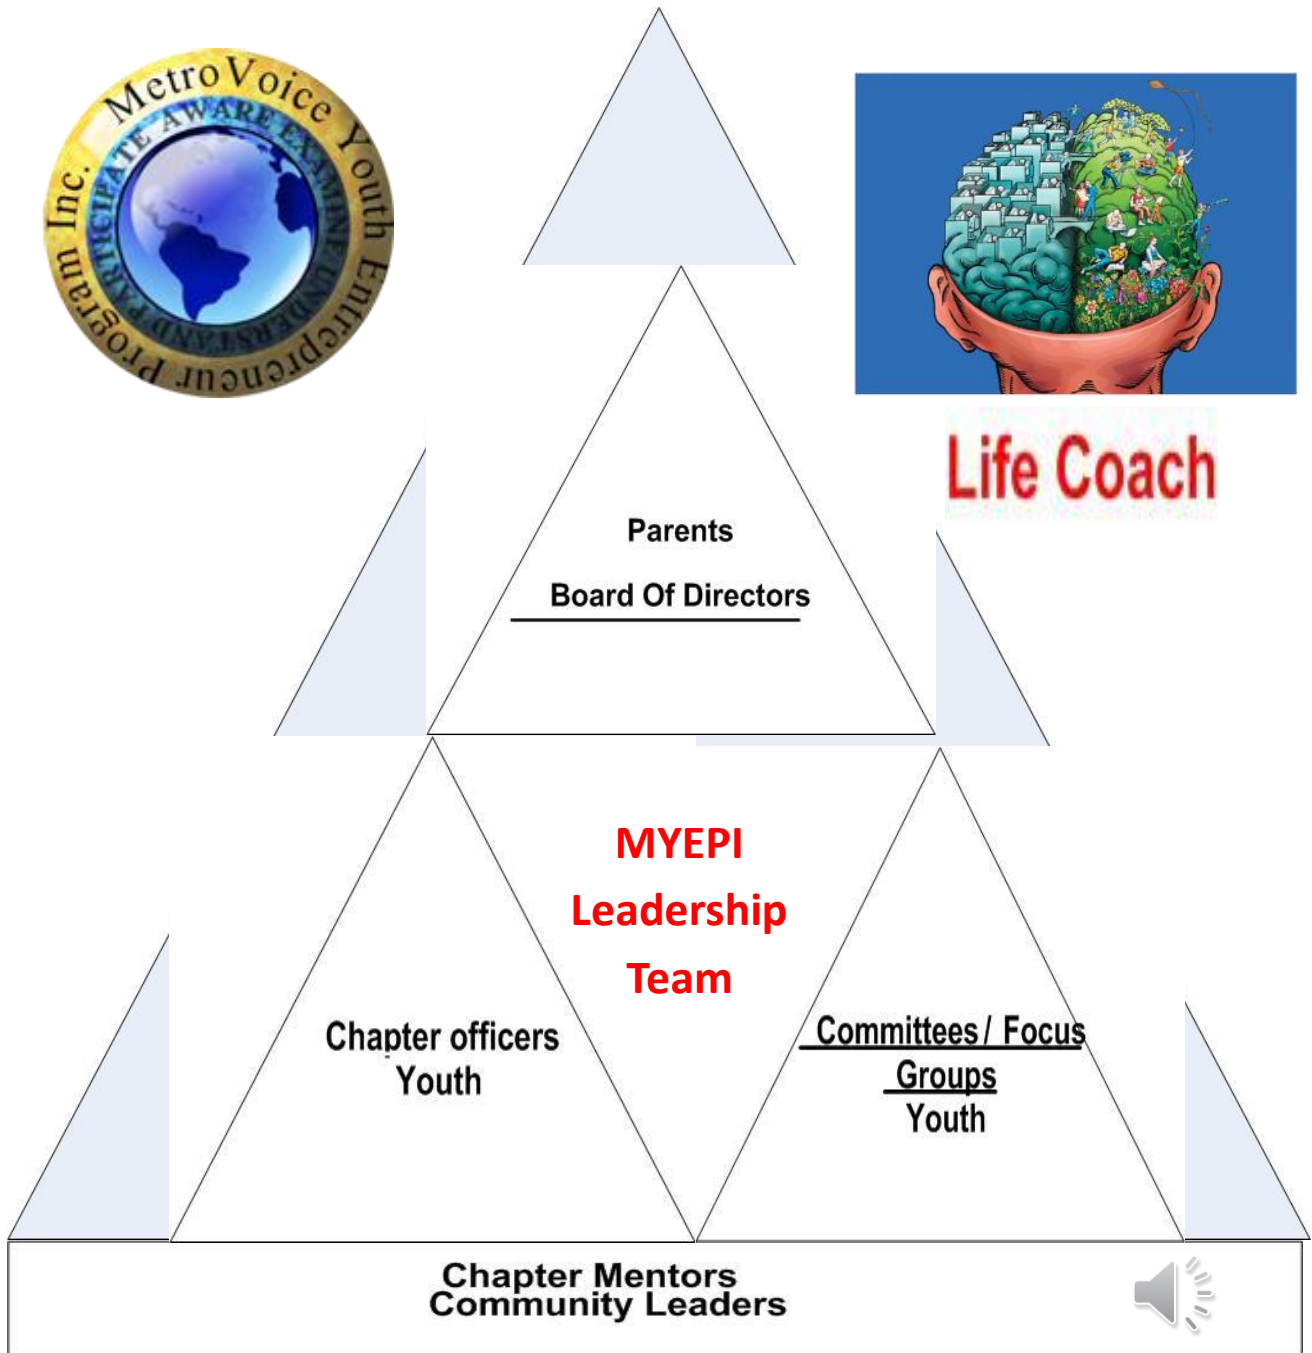 MetroVoice Youth Entrepreneur Program Inc.
PARTICIPATE AWARE EXAMINE UNDERSTAND
Life Coach
Parents
Board Of Directors
MYEPI
Leadership
Team
Chapter officers
Youth
Committees / Focus
Groups
Youth
Chapter Mentors
Community Leaders